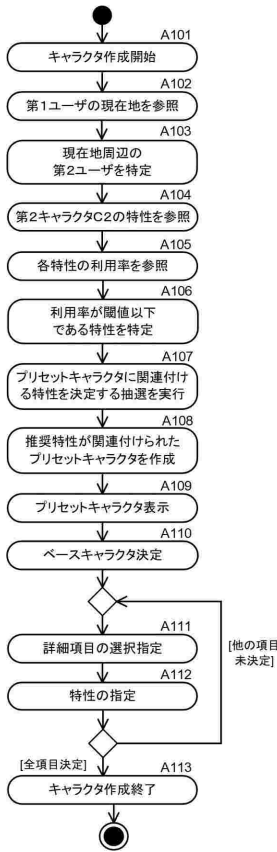 A101
キャラクタ作成開始
A102
第1ユーザの現在地を参照
A103
現在地周辺の
第2ユーザを特定
A104
第2キャラクタC2の特性を参照
A105
各特性の利用率を参照
A106
利用率が閾値以下
である特性を特定
A107
プリセットキャラクタに関連付け
る特性を決定する抽選を実行
A108
推奨特性が関連付けられた
プリセットキャラクタを作成
A109
プリセットキャラクタ表示
A110
ベースキャラクタ決定
A111
詳細項目の選択指定
[他の項目
未決定]
A112
特性の指定
[全項目決定]
A113
キャラクタ作成終了